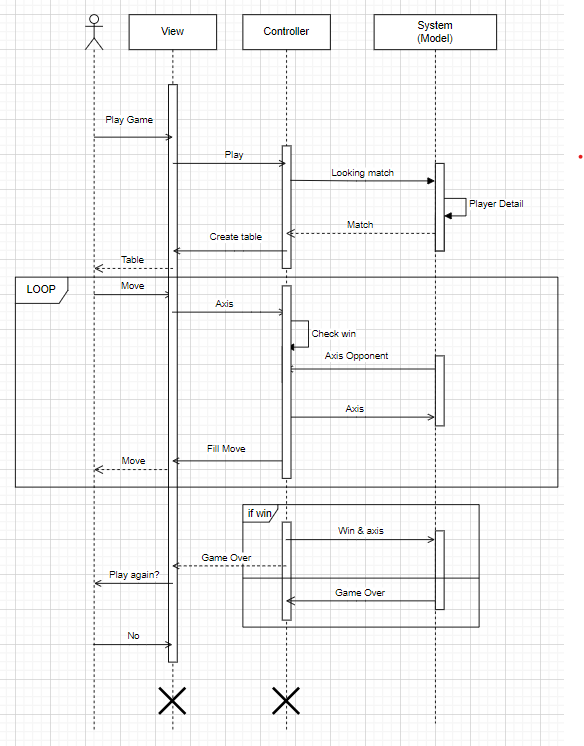 View
Controller
System
(Model)
Play Game
Play
Looking match
Player Detail
Match
Create table
Table
LOOP
Move
Axis
Check win
Axis Opponent
Axis
Fill Move
Move
if win
Win & axis
Game Over
Play again?
Game Over
No